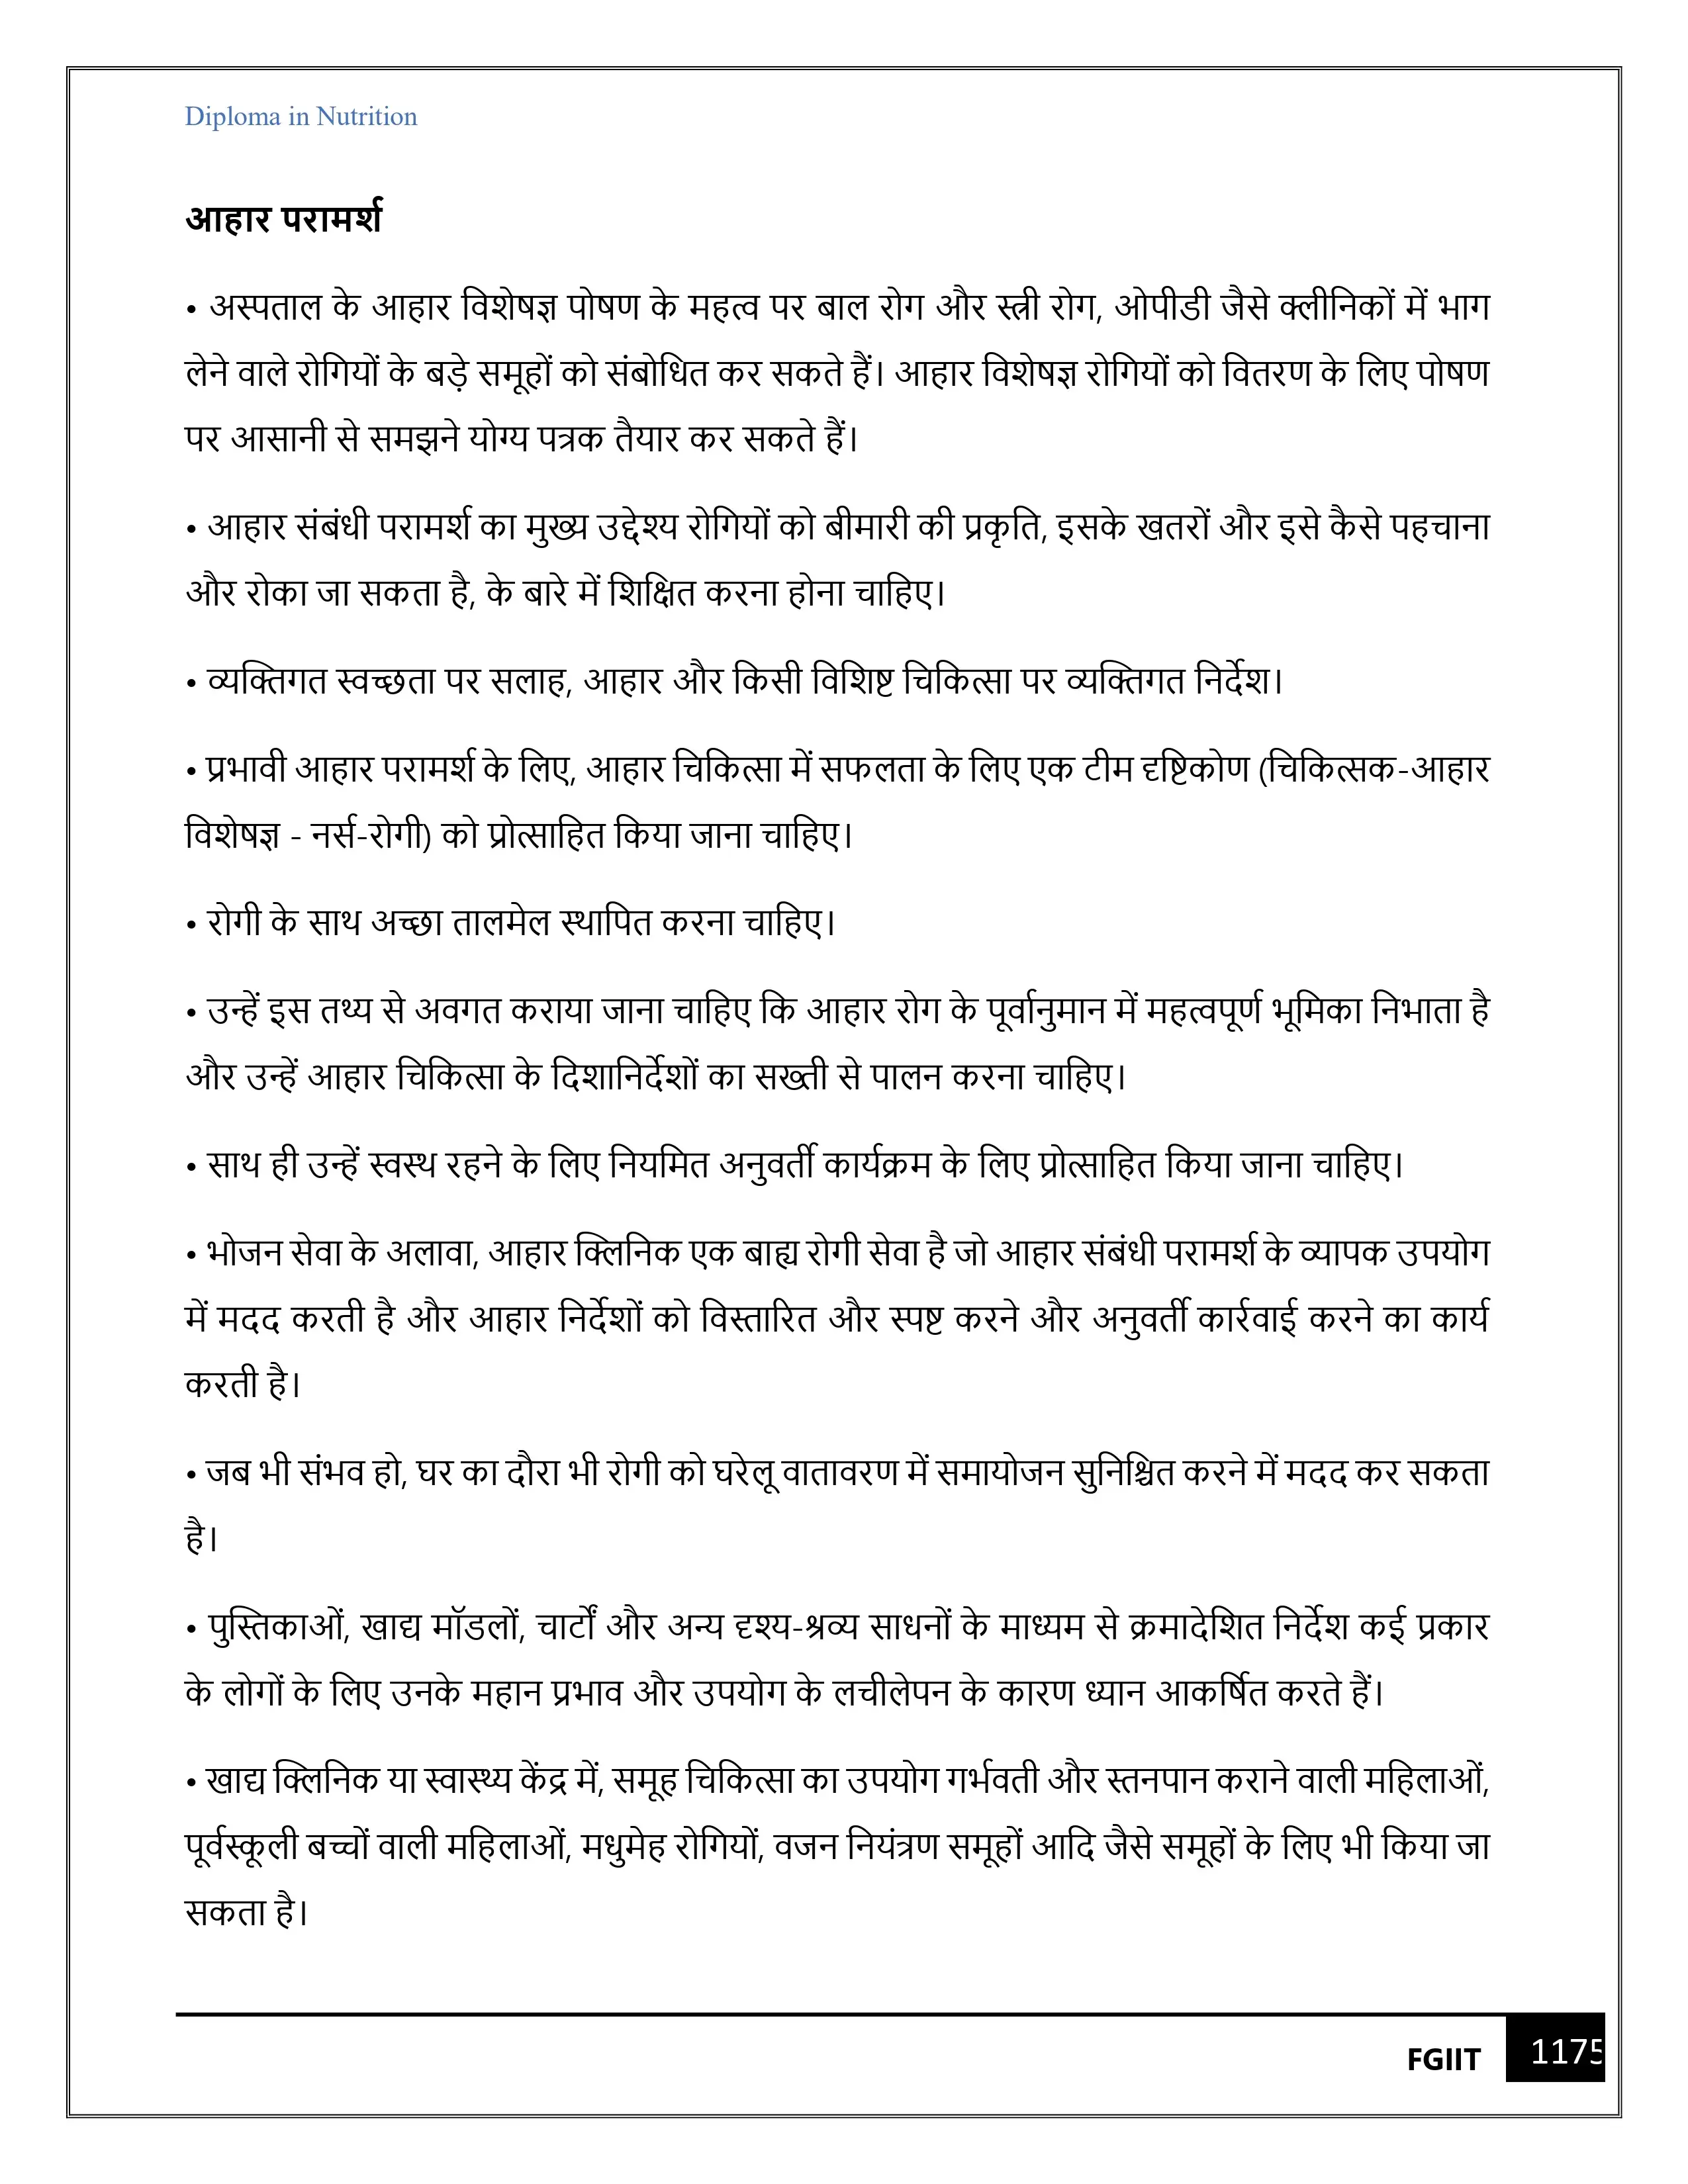 Diploma in Nutrition
आहार परामर्श
• अस्पताल के आहार विशेषज्ञ पोषण के महत्व पर बाल रोग और स्त्री रोग, ओपीडी जैसे क्लीनिकों में भाग
लेने वाले रोगियों के बड़े समूहों को संबोधित कर सकते हैं। आहार विशेषज्ञ रोगियों को वितरण के लिए पोषण
पर आसानी से समझने योग्य पत्रक तैयार कर सकते हैं।
• आहार संबंधी परामर्श का मुख्य उद्देश्य रोगियों को बीमारी की प्रकृति, इसके खतरों और इसे कैसे पहचाना
और रोका जा सकता है, के बारे में शिक्षित करना होना चाहिए।
• व्यक्तिगत स्वच्छता पर सलाह, आहार और किसी विशिष्ट चिकित्सा पर व्यक्तिगत निर्देश।
• प्रभावी आहार परामर्श के लिए, आहार चिकित्सा में सफलता के लिए एक टीम दृष्टिकोण (चिकित्सक-आहार
विशेषज्ञ - नर्स-रोगी) को प्रोत्साहित किया जाना चाहिए।
• रोगी के साथ अच्छा तालमेल स्थापित करना चाहिए।
• उन्हें इस तथ्य से अवगत कराया जाना चाहिए कि आहार रोग के पूर्वानुमान में महत्वपूर्ण भूमिका निभाता है
और उन्हें आहार चिकित्सा के दिशानिर्देशों का सख्ती से पालन करना चाहिए।
• साथ ही उन्हें स्वस्थ रहने के लिए नियमित अनुवर्ती कार्यक्रम के लिए प्रोत्साहित किया जाना चाहिए।
• भोजन सेवा के अलावा, आहार क्लिनिक एक बाह्य रोगी सेवा है जो आहार संबंधी परामर्श के व्यापक उपयोग
में मदद करती है और आहार निर्देशों को विस्तारित और स्पष्ट करने और अनुवर्ती कार्रवाई करने का कार्य
करती है।
• जब भी संभव हो, घर का दौरा भी रोगी को घरेलू वातावरण में समायोजन सुनिश्चित करने में मदद कर सकता
है।
• पुस्तिकाओं, खाद्य मॉडलों, चार्टों और अन्य दृश्य-श्रव्य साधनों के माध्यम से क्रमादेशित निर्देश कई प्रकार
के लोगों के लिए उनके महान प्रभाव और उपयोग के लचीलेपन के कारण ध्यान आकर्षित करते हैं।
• खाद्य क्लिनिक या स्वास्थ्य केंद्र में, समूह चिकित्सा का उपयोग गर्भवती और स्तनपान कराने वाली महिलाओं,
पूर्वस्कूली बच्चों वाली महिलाओं, मधुमेह रोगियों, वजन नियंत्रण समूहों आदि जैसे समूहों के लिए भी किया जा
सकता है।
FGIIT 1175